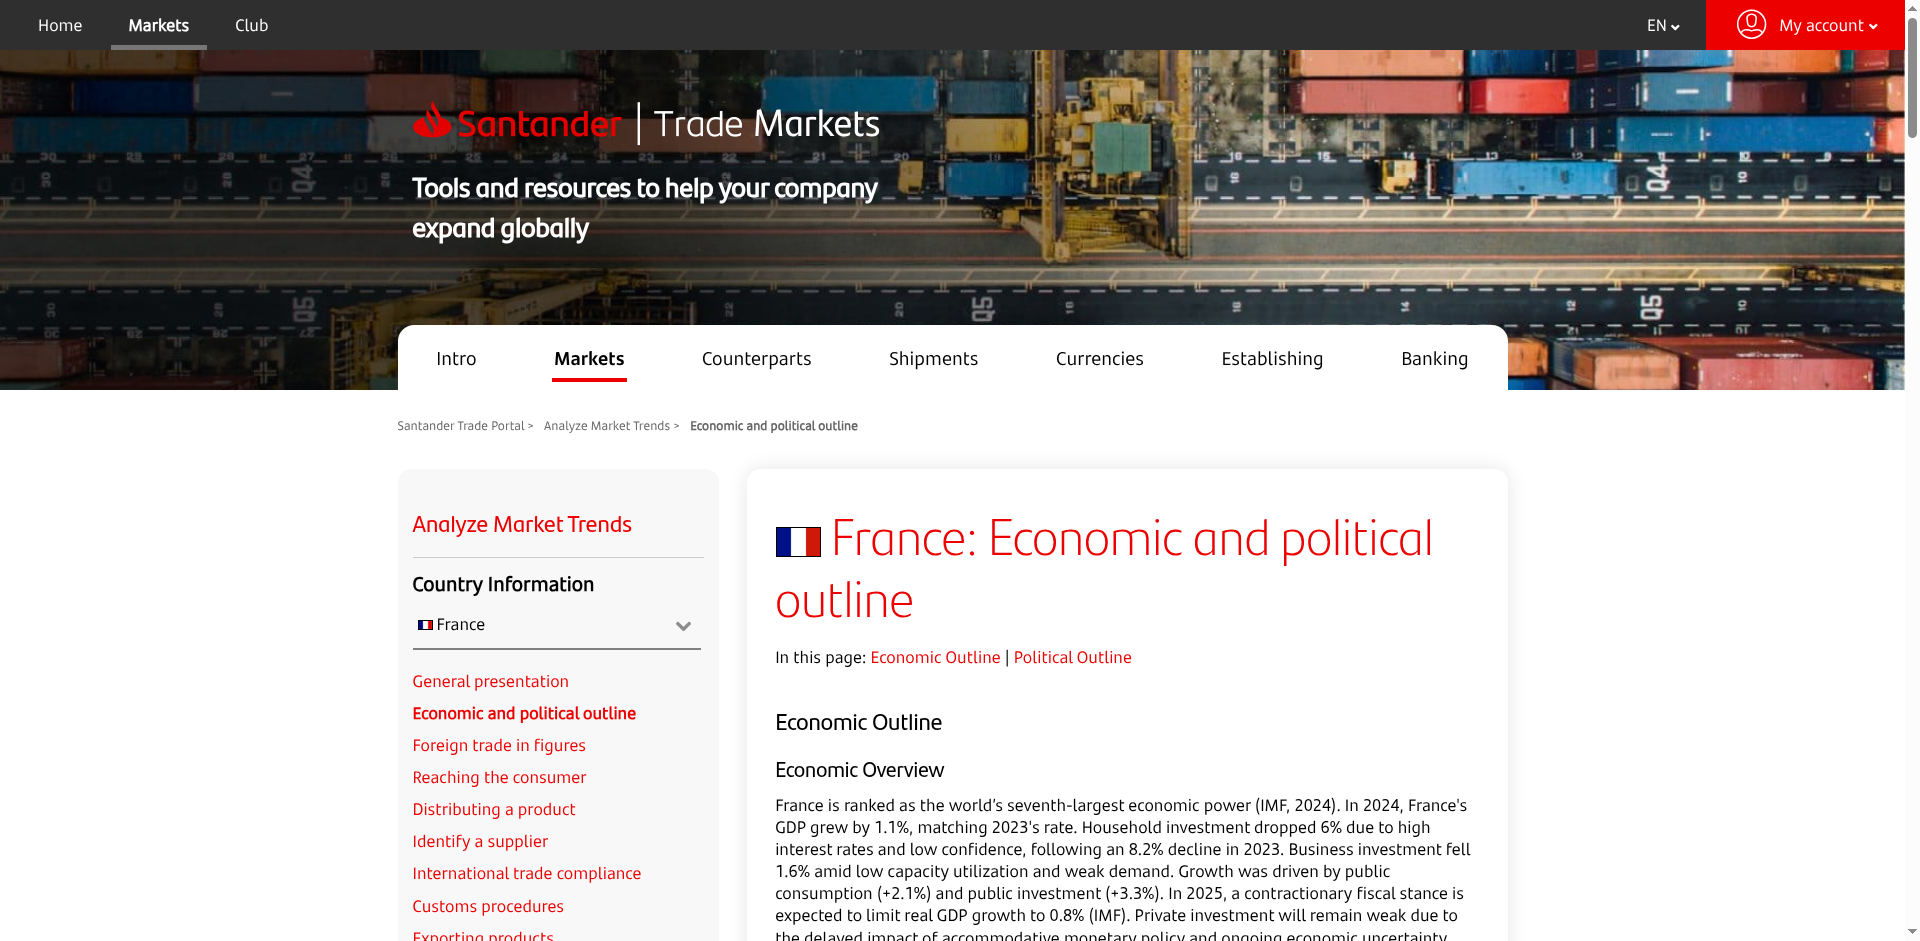 Home
Markets
Club
EN
My account
Santander | Trade Markets
Tools and resources to help your company
expand globally
Intro
Markets
Counterparts
Shipments
Currencies
Establishing
Banking
Santander Trade Portal > Analyze Market Trends > Economic and political outline
Analyze Market Trends
Country Information
France
General presentation
Economic and political outline
Foreign trade in figures
Reaching the consumer
Distributing a product
Identify a supplier
International trade compliance
Customs procedures
Exporting products
France: Economic and political
outline
In this page: Economic Outline | Political Outline
Economic Outline
Economic Overview
France is ranked as the world’s seventh-largest economic power (IMF, 2024). In 2024, France's
GDP grew by 1.1%, matching 2023's rate. Household investment dropped 6% due to high
interest rates and low confidence, following an 8.2% decline in 2023. Business investment fell
1.6% amid low capacity utilization and weak demand. Growth was driven by public
consumption (+2.1%) and public investment (+3.3%). In 2025, a contractionary fiscal stance is
expected to limit real GDP growth to 0.8% (IMF). Private investment will remain weak due to
the delayed impact of accommodative monetary policy and ongoing economic uncertainty.